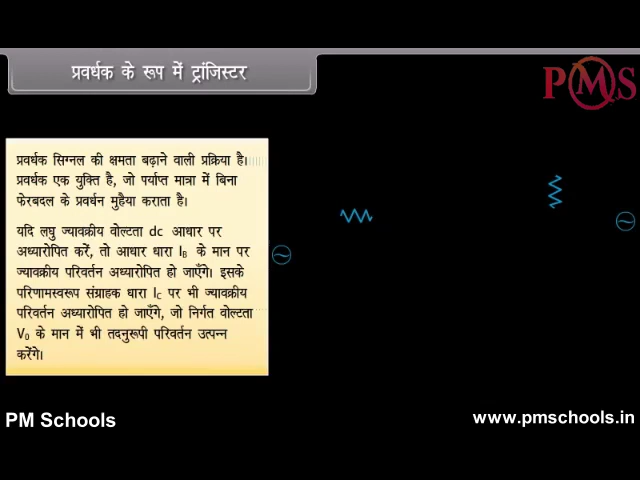 प्रवर्धक के रूप में ट्रांजिस्टर
PMS
प्रवर्धक सिग्नल की क्षमता बढ़ाने वाली प्रक्रिया है।
प्रवर्धक एक युक्ति है, जो पर्याप्त मात्रा में बिना
फेरबदल के प्रवर्धन मुहैया कराता है।
यदि लघु ज्यावक्रीय वोल्टता dc आधार पर
अध्यारोपित करें, तो आधार धारा IB के मान पर
ज्यावक्रीय परिवर्तन अध्यारोपित हो जाएँगे। इसके
परिणामस्वरूप संग्राहक धारा IC पर भी ज्यावक्रीय
परिवर्तन अध्यारोपित हो जाएँगे, जो निर्गत वोल्टता
V0 के मान में भी तदनुरूपी परिवर्तन उत्पन्न
करेंगे।
PM Schools
www.pmschools.in